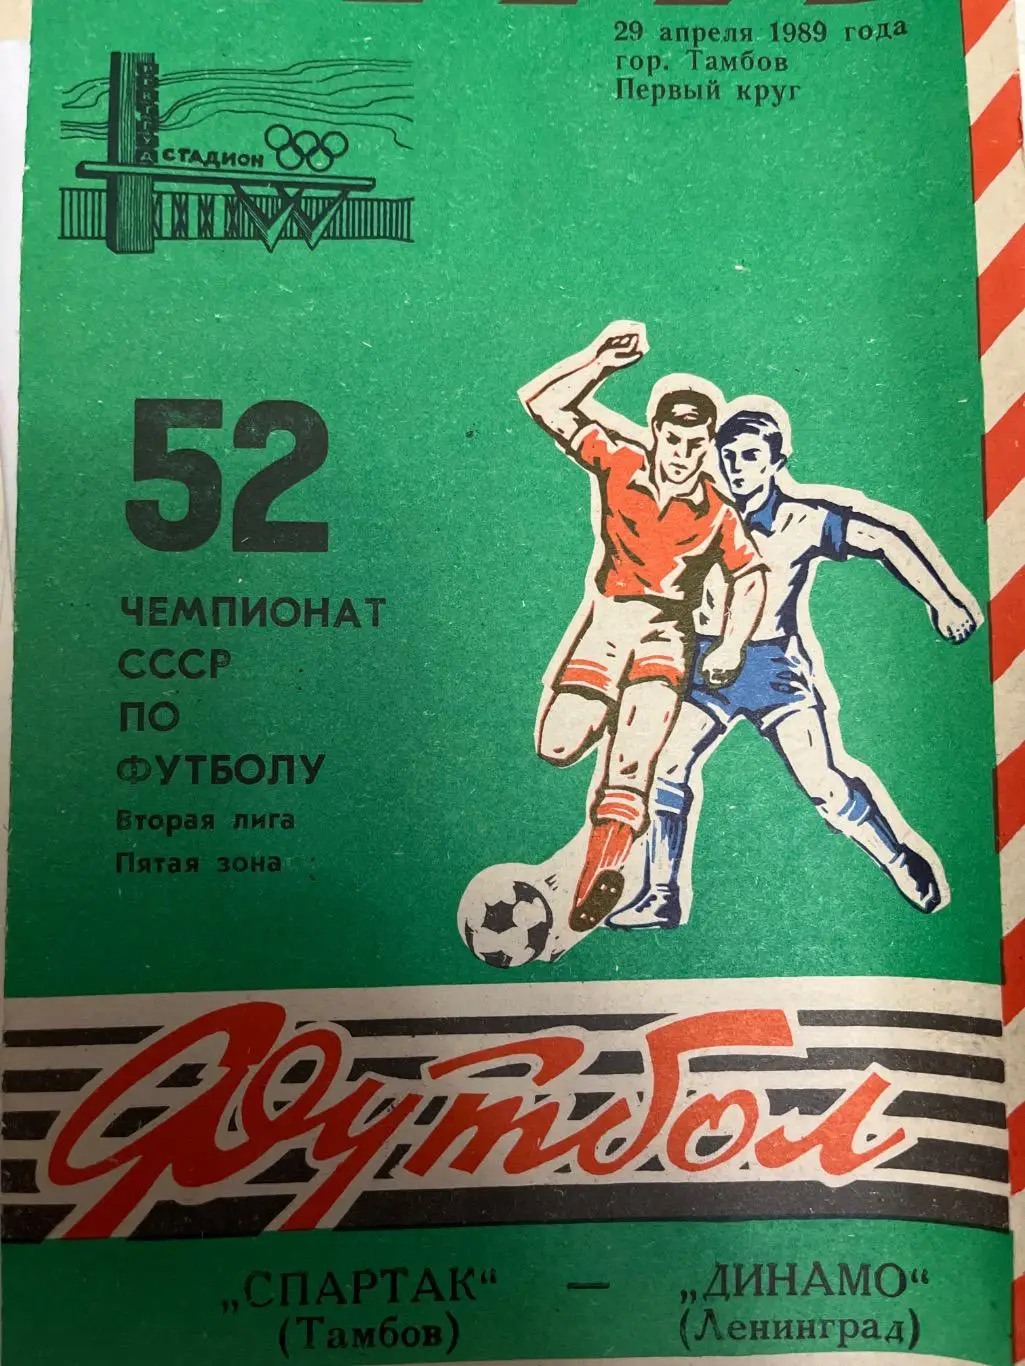 29 апреля 1989 года
гор. Тамбов
Первый круг
СТАДИОН
52
ЧЕМПИОНАТ
СССР
ПО
ФУТБОЛУ
Вторая лига
Пятая зона
Футбол
„СПАРТАК“ — „ДИНАМО“
(Тамбов) (Ленинград)